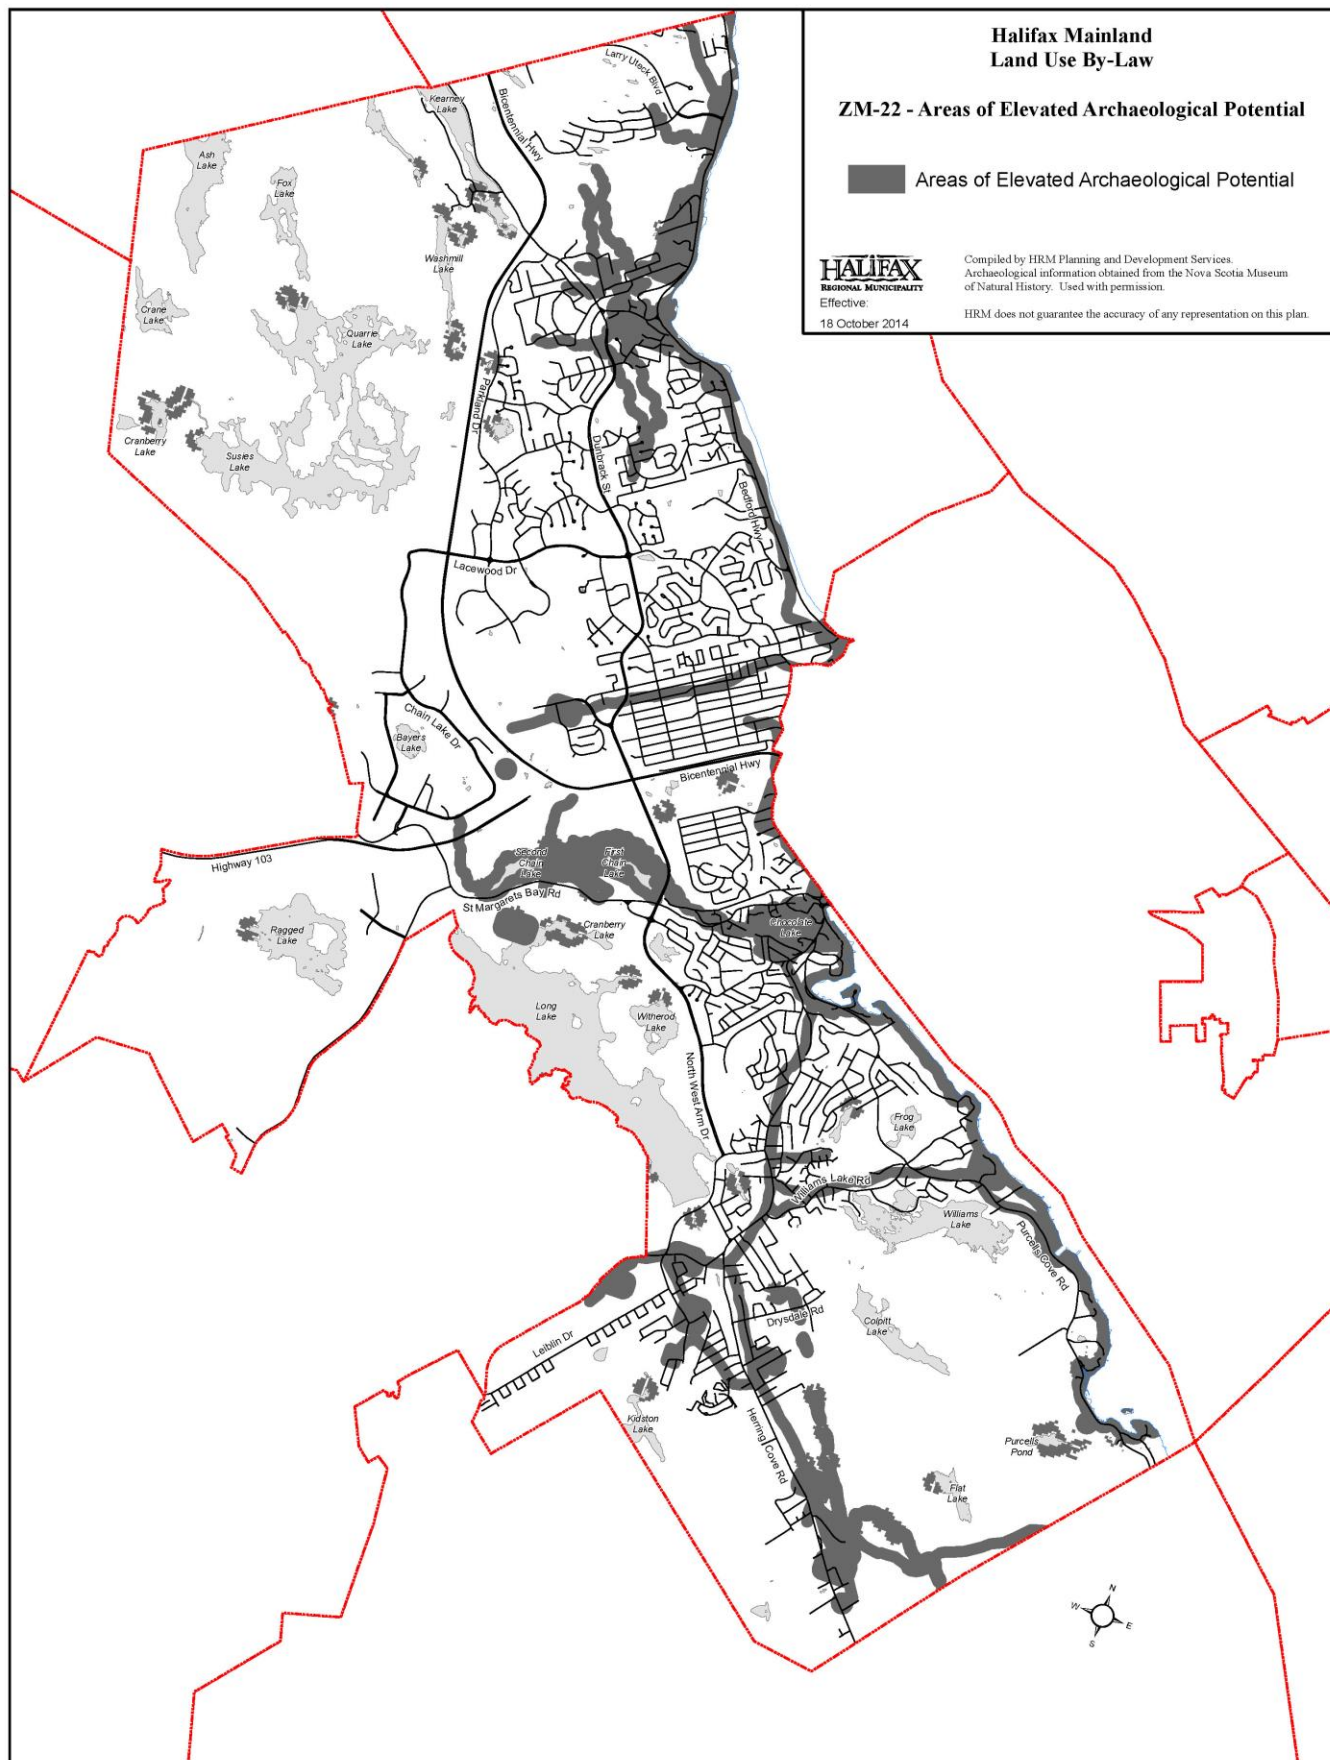 Halifax Mainland
Land Use By-Law
ZM-22 - Areas of Elevated Archaeological Potential
Areas of Elevated Archaeological Potential
HALIFAX
REGIONAL MUNICIPALITY
Effective:
18 October 2014
Compiled by HRM Planning and Development Services.
Archaeological information obtained from the Nova Scotia Museum
of Natural History. Used with permission.
HRM does not guarantee the accuracy of any representation on this plan.
Larry Uteck Blvd
Kearney
Lake
Bicentennial Hwy
Ash
Lake
Fox
Lake
Washmill
Lake
Crane
Lake
Quarrie
Lake
Parkland Dr
Cranberry
Lake
Susies
Lake
Dunbrack St
Bedford Hwy
Lacewood Dr
Chain Lake Dr
Bayers
Lake
Bicentennial Hwy
Highway 103
Second
Chain
Lake
First
Chain
Lake
St Margarets Bay Rd
Ragged
Lake
Cranberry
Lake
Chocolate
Lake
Long
Lake
Witherod
Lake
North West Arm Dr
Frog
Lake
Williams Lake Rd
Williams
Lake
Purcells Cove Rd
Drysdale Rd
Colpitt
Lake
Leiblin Dr
Kidston
Lake
Herring Cove Rd
Purcells
Pond
Flat
Lake
N
W
E
S